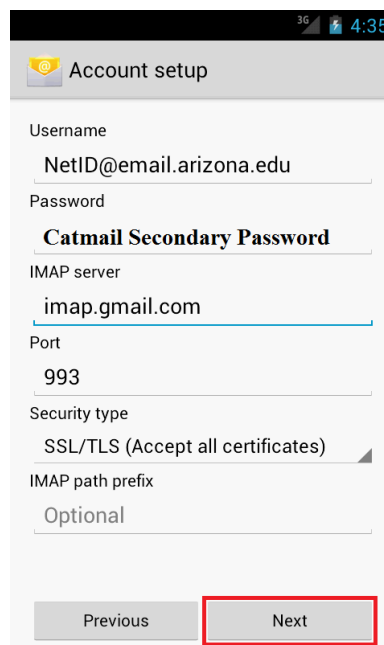 3G 4:35
Account setup
Username
NetID@email.arizona.edu
Password
Catmail Secondary Password
IMAP server
imap.gmail.com
Port
993
Security type
SSL/TLS (Accept all certificates)
IMAP path prefix
Optional
Previous Next